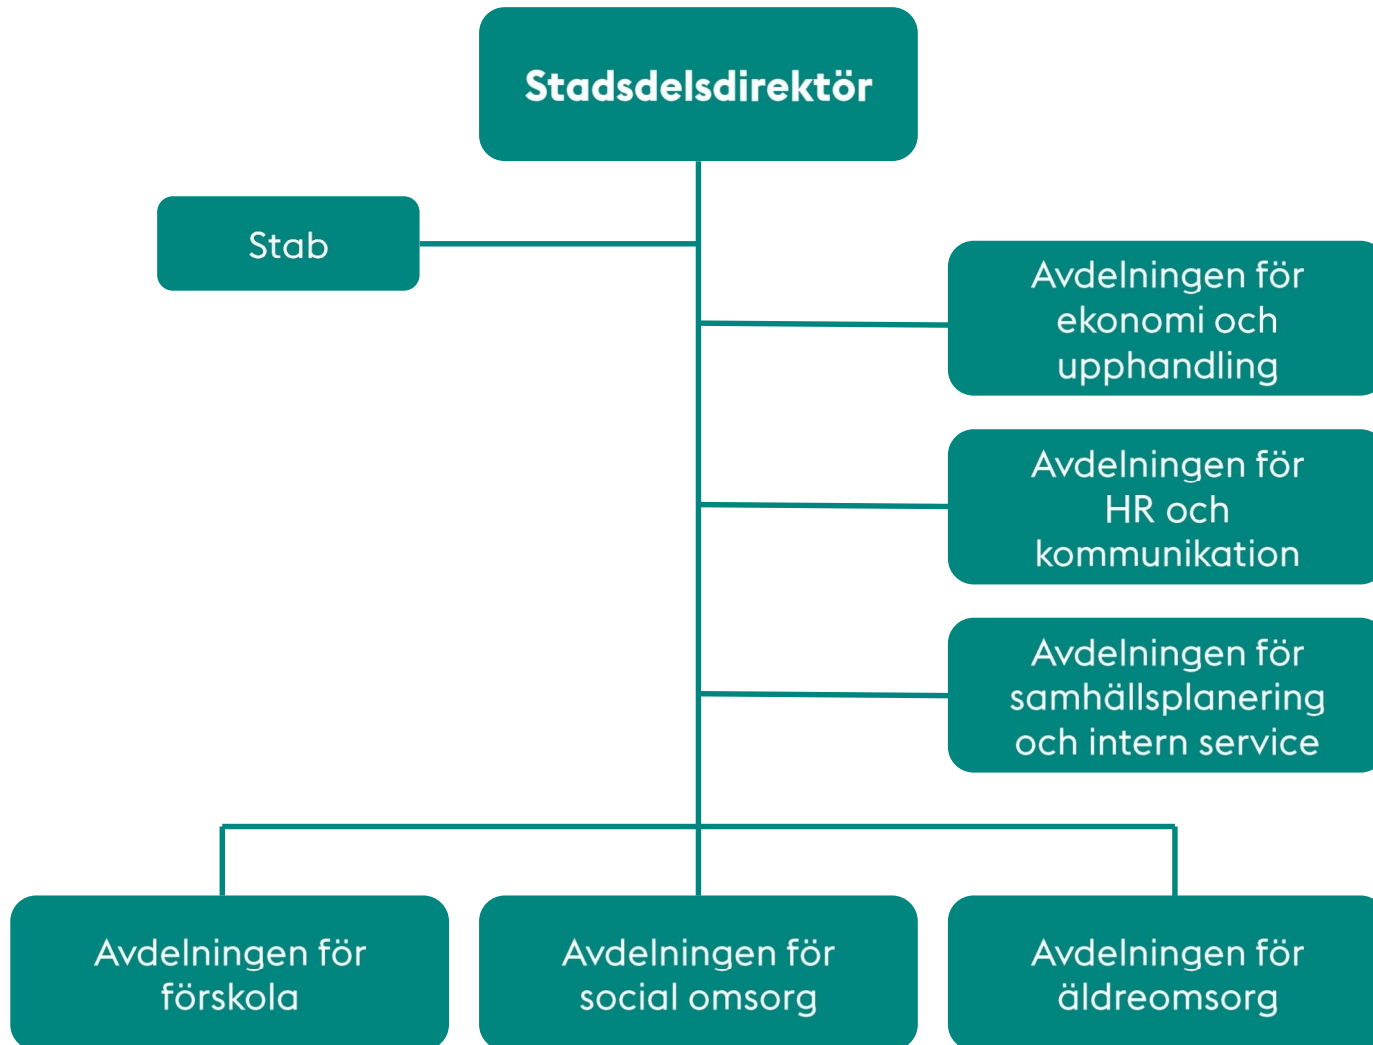 Stadsdelsdirektör
Stab
Avdelningen för
ekonomi och
upphandling
Avdelningen för
HR och
kommunikation
Avdelningen för
samhällsplanering
och intern service
Avdelningen för
förskola
Avdelningen för
social omsorg
Avdelningen för
äldreomsorg